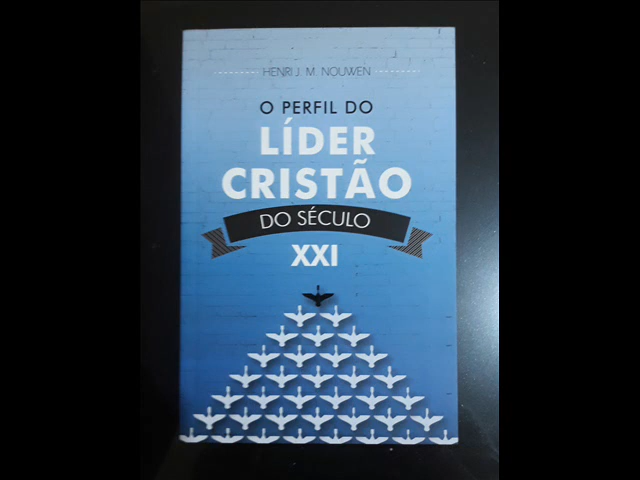 HENRI J. M. NOUWEN
O PERFIL DO
LÍDER
CRISTÃO
DO SÉCULO
XXI